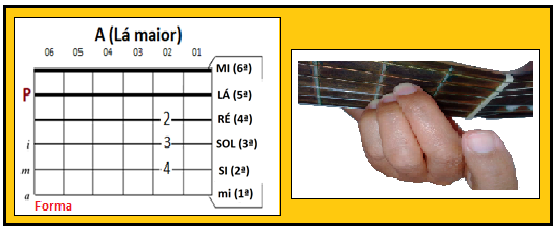 A (Lá maior)
06 05 04 03 02 01
MI (6ª)
P LÁ (5ª)
2 RÉ (4ª)
i 3 SOL (3ª)
m 4 SI (2ª)
a mi (1ª)
Forma